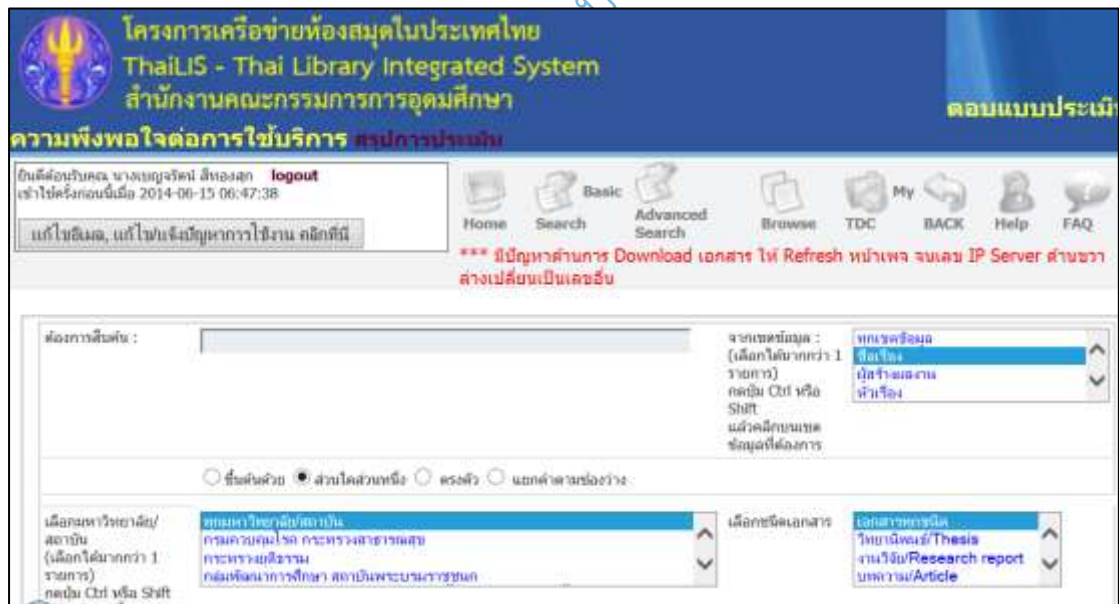 โครงการเครือข่ายห้องสมุดในประเทศไทย
ThaiLIS - Thai Library Integrated System
สำนักงานคณะกรรมการการอุดมศึกษา
ตอบแบบประเมิ
ความพึงพอใจต่อการใช้บริการ สรุปการประเมิน
ยินดีต้อนรับคุณ นางเบญจรัตน์ สีทองสุก logout
เข้าใช้ครั้งก่อนนี้เมื่อ 2014-06-15 06:47:38
แก้ไขอีเมล, แก้ไข/แจ้งปัญหาการใช้งาน คลิกที่นี่
Home
Basic Search
Advanced Search
Browse
My TDC
BACK
Help
FAQ
*** มีปัญหาด้านการ Download เอกสาร ให้ Refresh หน้าเพจ จนเลข IP Server ด้านขวา
ล่างเปลี่ยนเป็นเลขอื่น
ต้องการสืบค้น :
จากเขตข้อมูล :
(เลือกได้มากกว่า 1
รายการ)
กดปุ่ม Ctrl หรือ
Shift
แล้วคลิกบนเขต
ข้อมูลที่ต้องการ
ทุกเขตข้อมูล
ชื่อเรื่อง
ผู้สร้างผลงาน
หัวเรื่อง
ขึ้นต้นด้วย ส่วนใดส่วนหนึ่ง ตรงตัว แยกคำตามช่องว่าง
เลือกมหาวิทยาลัย/
สถาบัน
(เลือกได้มากกว่า 1
รายการ)
กดปุ่ม Ctrl หรือ Shift
ทุกมหาวิทยาลัย/สถาบัน
กรมควบคุมโรค กระทรวงสาธารณสุข
กระทรวงยุติธรรม
กลุ่มพัฒนาการศึกษา สถาบันพระบรมราชชนก
เลือกชนิดเอกสาร
เอกสารทุกชนิด
วิทยานิพนธ์/Thesis
งานวิจัย/Research report
บทความ/Article